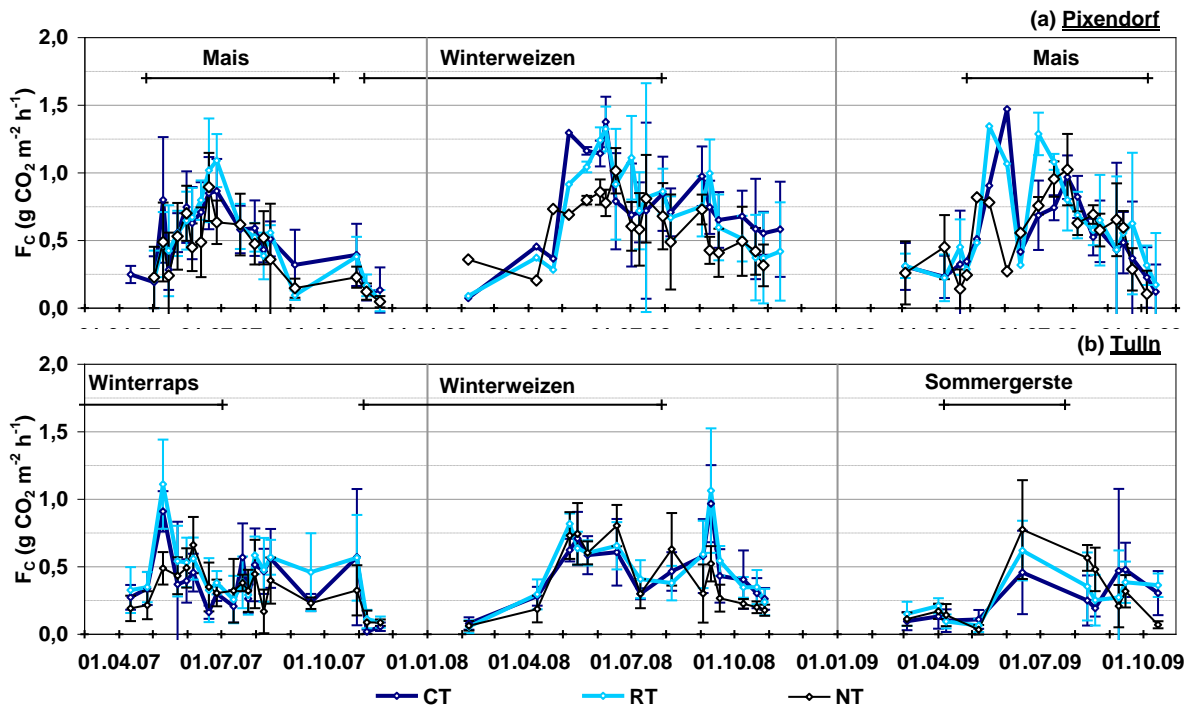 (a) Pixendorf
2,0
Mais
Winterweizen
Mais
1,5
1,0
0,5
0,0
F_C (g CO₂ m⁻² h⁻¹)
(b) Tulln
2,0
Winterraps
Winterweizen
Sommergerste
1,5
1,0
0,5
0,0
F_C (g CO₂ m⁻² h⁻¹)
01.04.07 01.07.07 01.10.07 01.01.08 01.04.08 01.07.08 01.10.08 01.01.09 01.04.09 01.07.09 01.10.09
CT RT NT